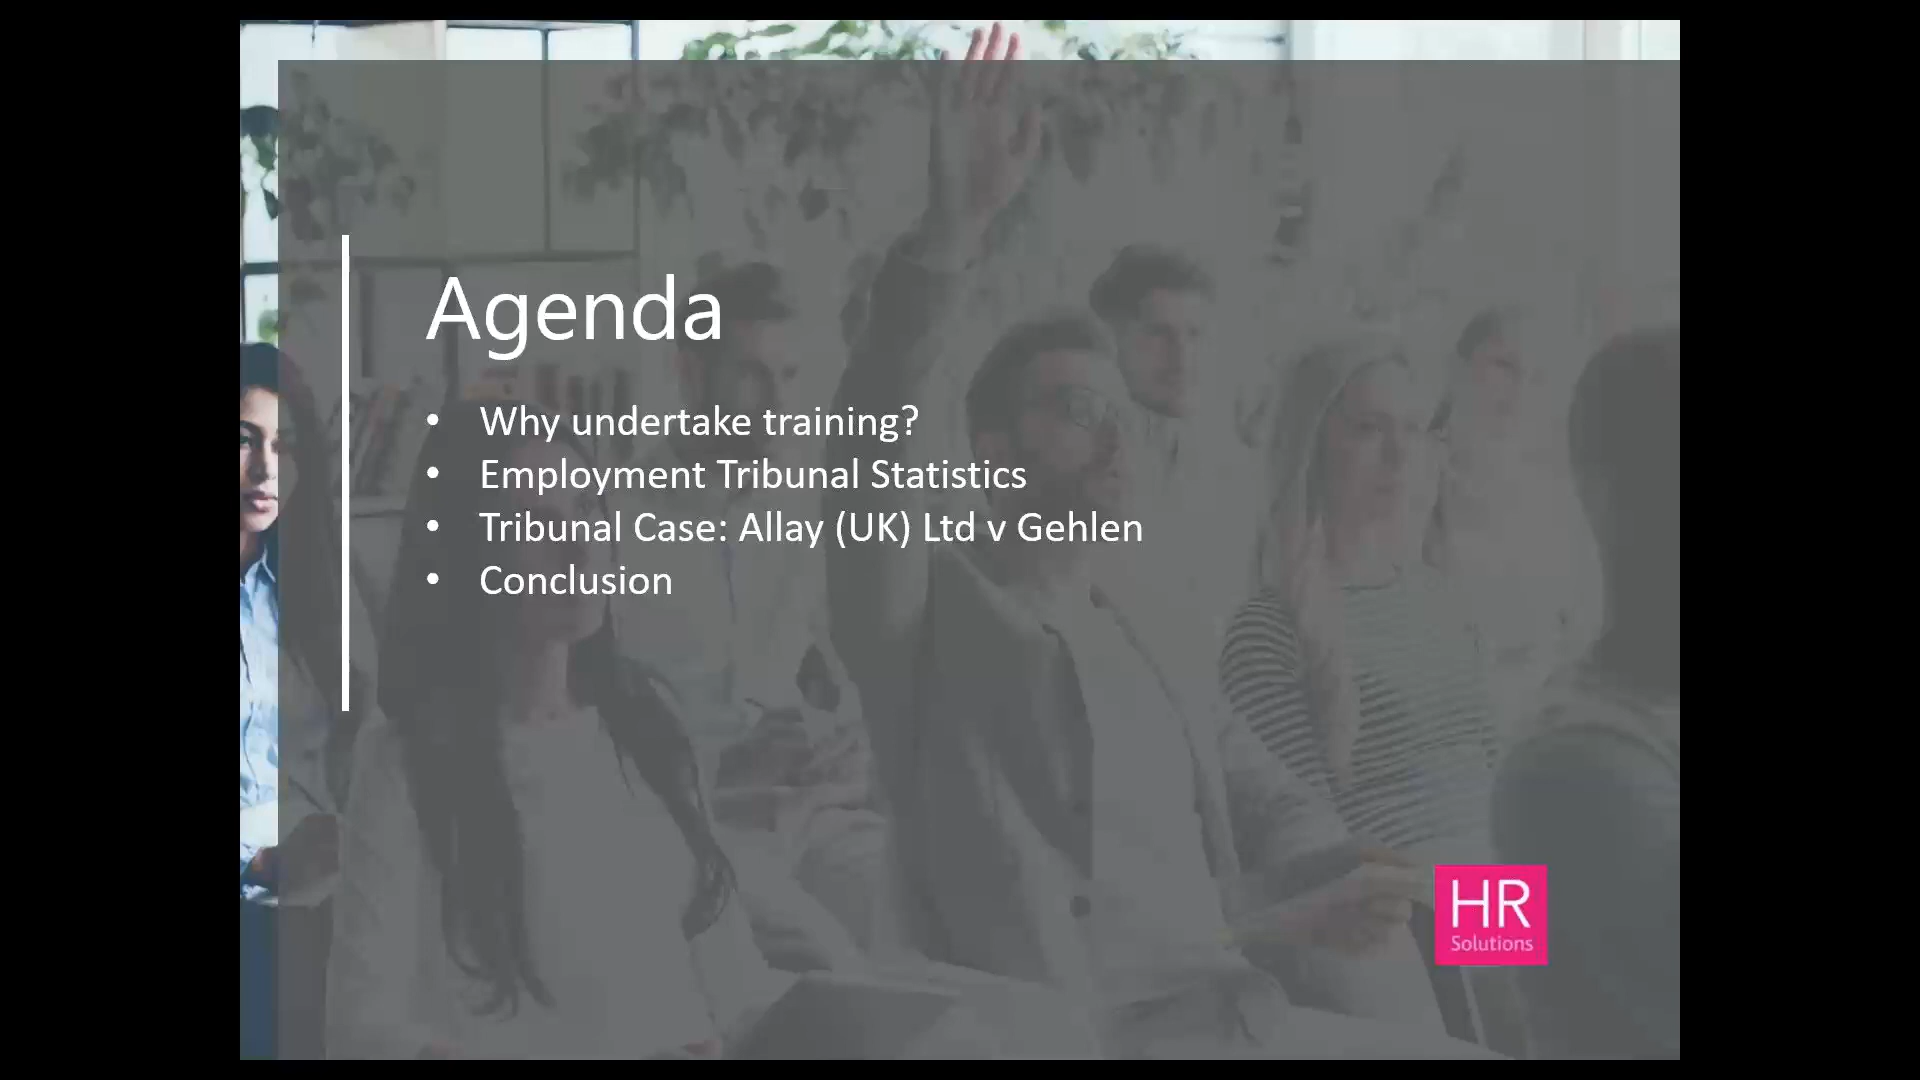 Agenda
• Why undertake training?
• Employment Tribunal Statistics
• Tribunal Case: Allay (UK) Ltd v Gehlen
• Conclusion
HR
Solutions